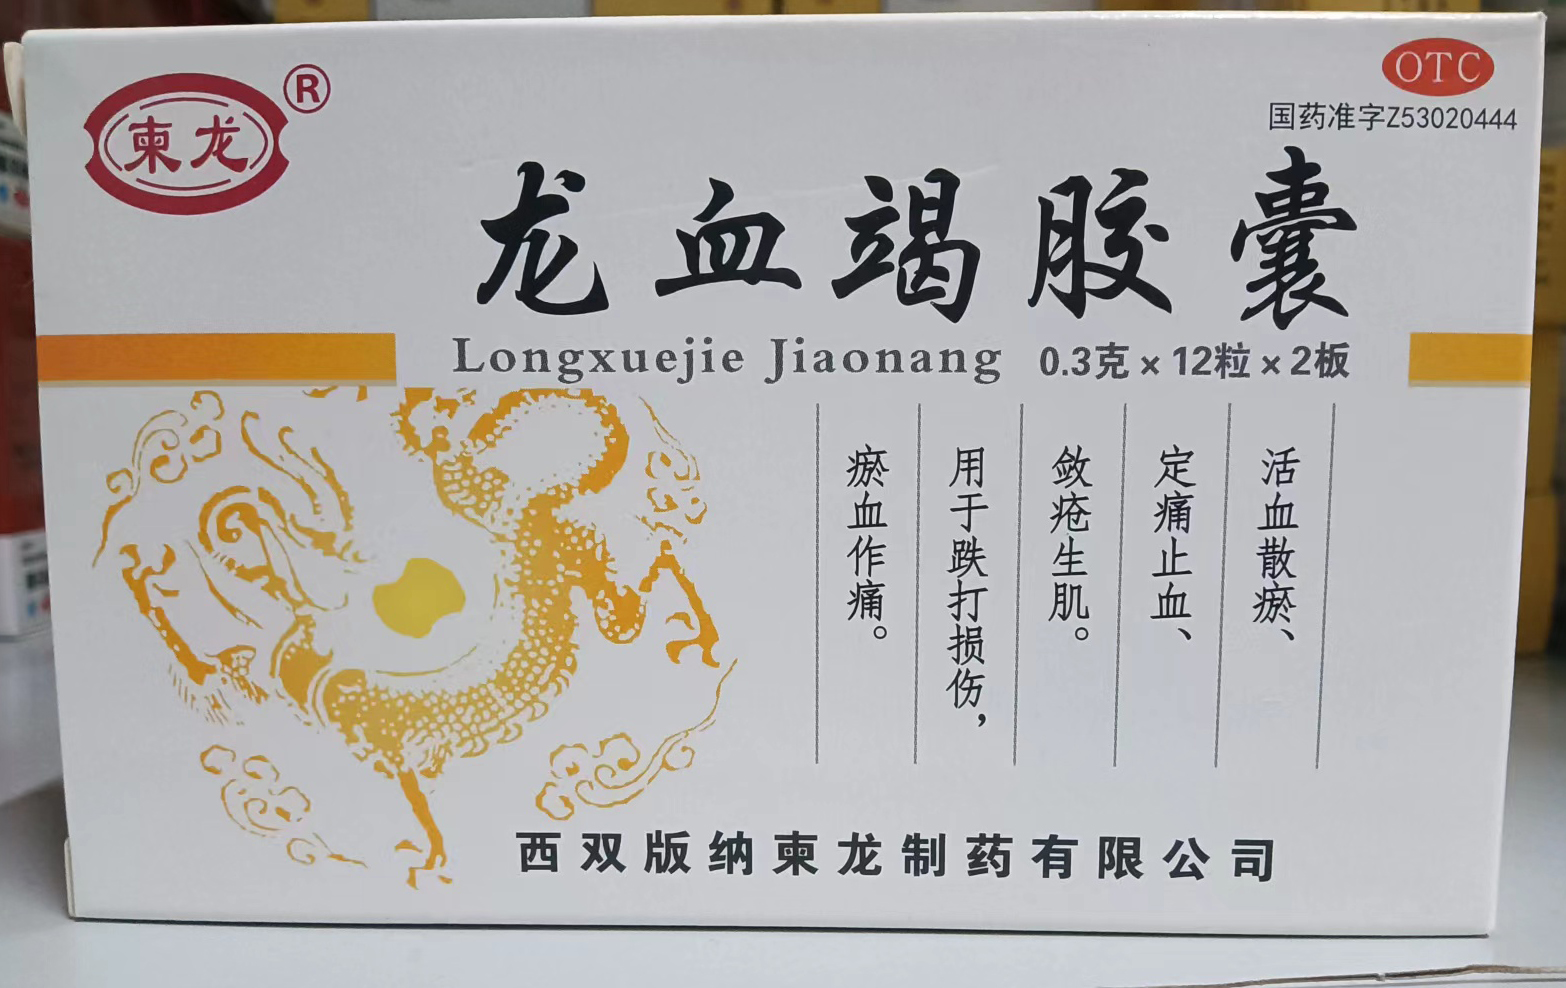 柬龙®
OTC
国药准字Z53020444
龙血竭胶囊
Longxuejie Jiaonang 0.3克×12粒×2板
活血散瘀、
定痛止血、
敛疮生肌。
用于跌打损伤，
瘀血作痛。
西双版纳柬龙制药有限公司